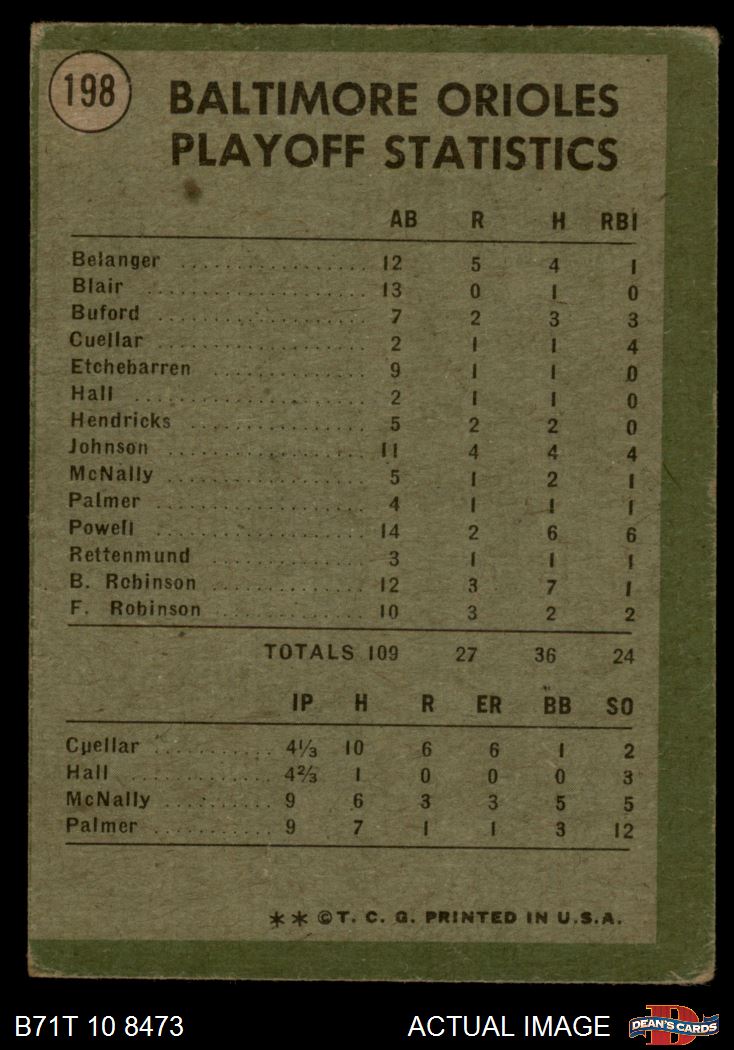 198
BALTIMORE ORIOLES
PLAYOFF STATISTICS
AB R H RBI
Belanger .................. 12 5 4 1
Blair .................. 13 0 1 0
Buford .................. 7 2 3 3
Cuellar .................. 2 1 1 4
Etchebarren .................. 9 1 1 0
Hall .................. 2 1 1 0
Hendricks .................. 5 2 2 0
Johnson .................. 11 4 4 4
McNally .................. 5 1 2 1
Palmer .................. 4 1 1 1
Powell .................. 14 2 6 6
Rettenmund .................. 3 1 1 1
B. Robinson .................. 12 3 7 1
F. Robinson .................. 10 3 2 2
TOTALS 109 27 36 24
IP H R ER BB SO
Cuellar ........... 4⅓ 10 6 6 1 2
Hall ........... 4⅔ 1 0 0 0 3
McNally .......... 9 6 3 3 5 5
Palmer ........... 9 7 1 1 3 12
** © T. C. G. PRINTED IN U.S.A.
B71T 10 8473 ACTUAL IMAGE DEAN'S CARDS